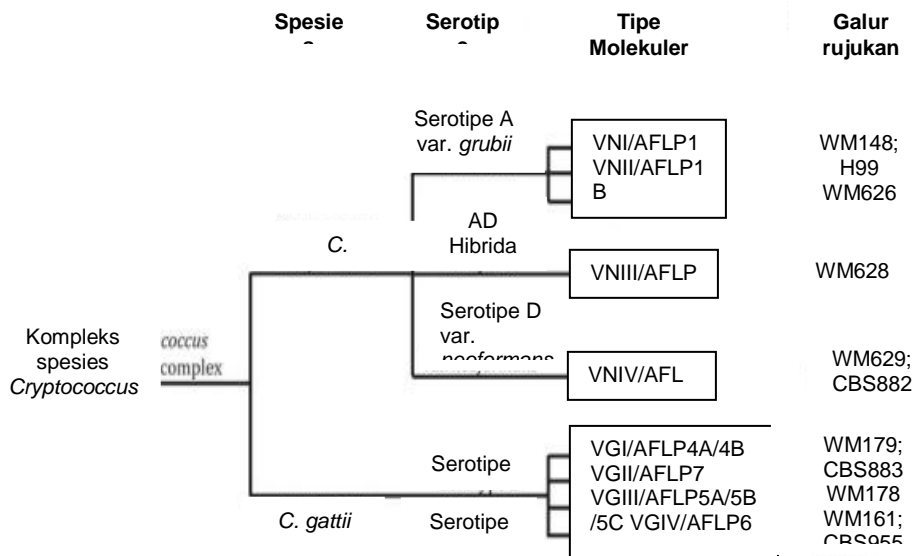 Spesie
Serotip
Tipe
Molekuler
Galur
rujukan
Serotipe A
var. grubii
VNI/AFLP1
VNII/AFLP1
B
WM148;
H99
WM626
C.
AD
Hibrida
VNIII/AFLP
WM628
Serotipe D
var.
neoformans
VNIV/AFL
WM629;
CBS882
Kompleks
spesies
Cryptococcus
coccus
complex
Serotipe
Serotipe
C. gattii
VGI/AFLP4A/4B
VGII/AFLP7
VGIII/AFLP5A/5B
/5C VGIV/AFLP6
WM179;
CBS883
WM178
WM161;
CBS955